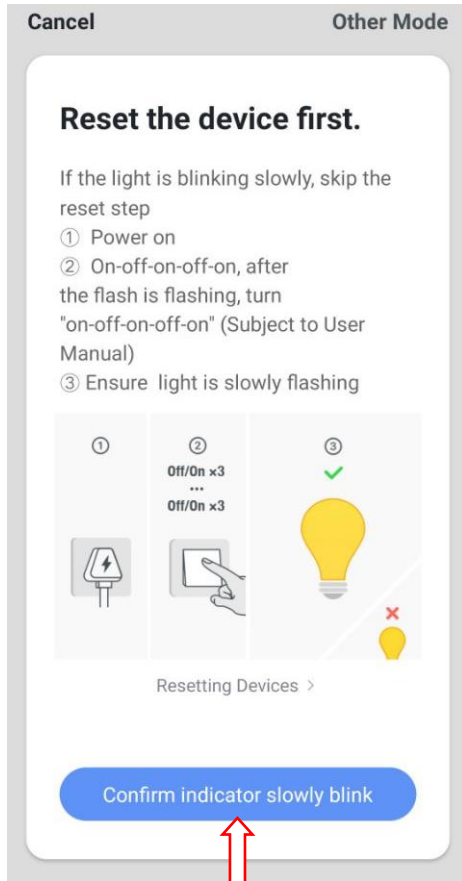 Cancel Other Mode
Reset the device first.
If the light is blinking slowly, skip the
reset step
① Power on
② On-off-on-off-on, after
the flash is flashing, turn
"on-off-on-off-on" (Subject to User
Manual)
③ Ensure light is slowly flashing
① ② ③
Off/On ×3
...
Off/On ×3
Resetting Devices >
Confirm indicator slowly blink